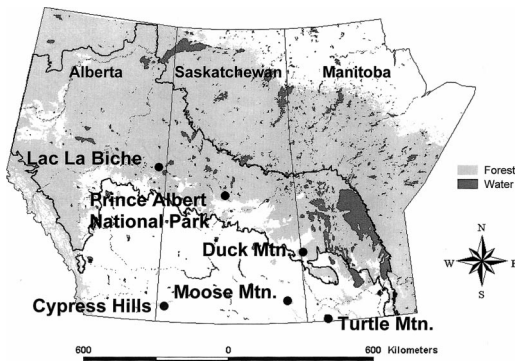 Alberta
Saskatchewan
Manitoba
Lac La Biche
Forest
Water
Prince Albert
National Park
Duck Mtn.
N
W
E
S
Cypress Hills
Moose Mtn.
Turtle Mtn.
600
0
600 Kilometers